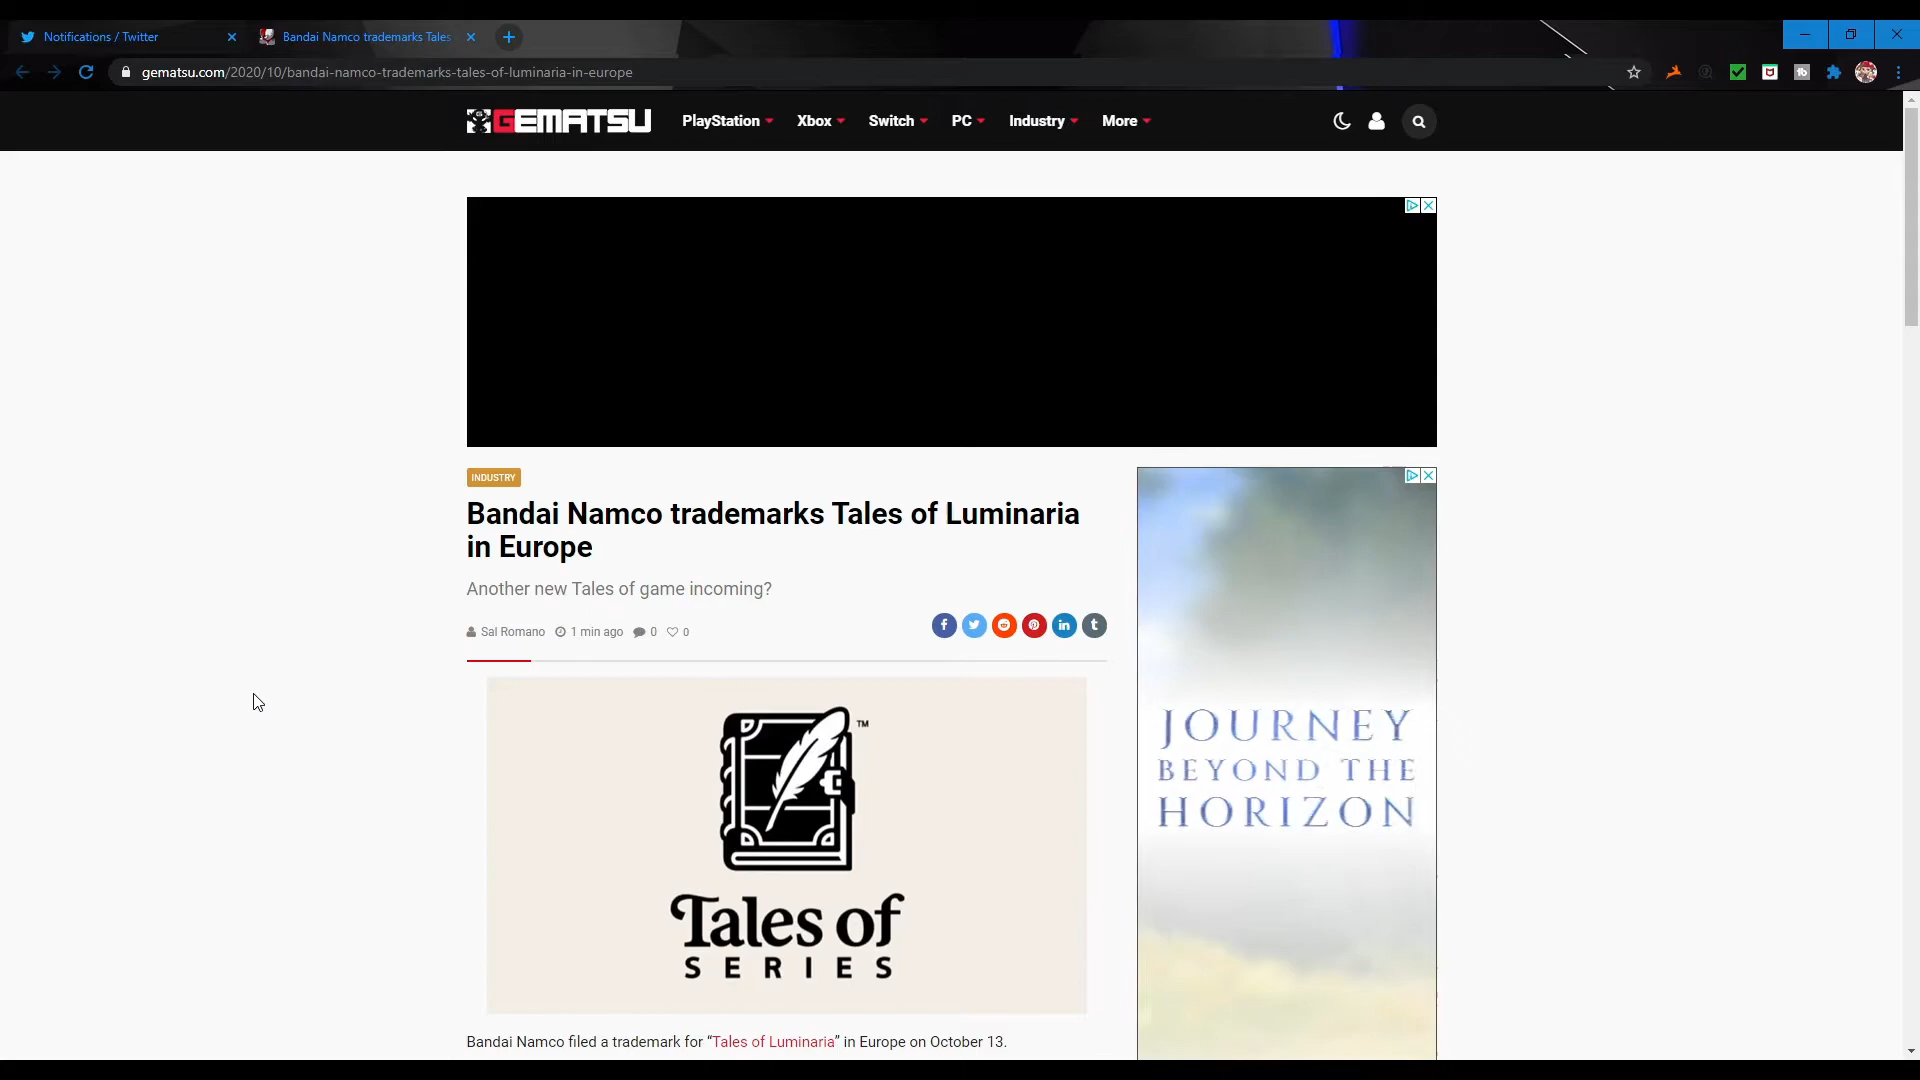 Notifications / Twitter
Bandai Namco trademarks Tales
gematsu.com/2020/10/bandai-namco-trademarks-tales-of-luminaria-in-europe
GEMATSU
PlayStation
Xbox
Switch
PC
Industry
More
INDUSTRY
Bandai Namco trademarks Tales of Luminaria
in Europe
Another new Tales of game incoming?
Sal Romano 1 min ago 0 0
Tales of
SERIES
TM
Bandai Namco filed a trademark for “Tales of Luminaria” in Europe on October 13.
JOURNEY
BEYOND THE
HORIZON